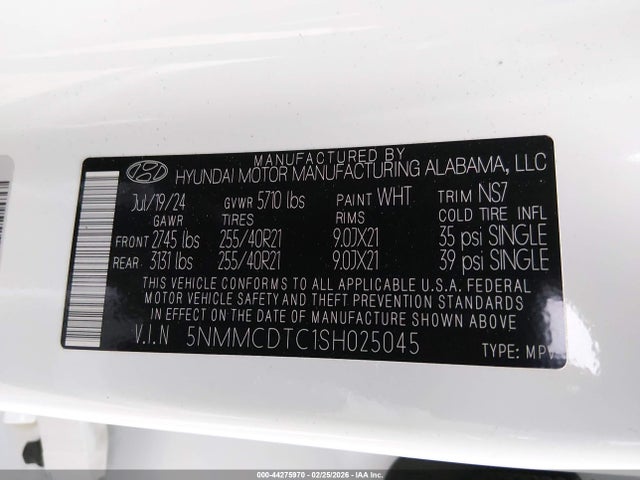 MANUFACTURED BY
HYUNDAI MOTOR MANUFACTURING ALABAMA, LLC
Jul/19/24 GVWR 5710 lbs PAINT WHT TRIM NS7
GAWR TIRES RIMS COLD TIRE INFL
FRONT 2745 lbs 255/40R21 9.0JX21 35 psi SINGLE
REAR 3131 lbs 255/40R21 9.0JX21 39 psi SINGLE
THIS VEHICLE CONFORMS TO ALL APPLICABLE U.S.A. FEDERAL
MOTOR VEHICLE SAFETY AND THEFT PREVENTION STANDARDS
IN EFFECT ON THE DATE OF MANUFACTURE SHOWN ABOVE
V.I.N 5NMMCDTC1SH025045 TYPE: MPV
000-44275970 - 02/25/2026 - IAA Inc.